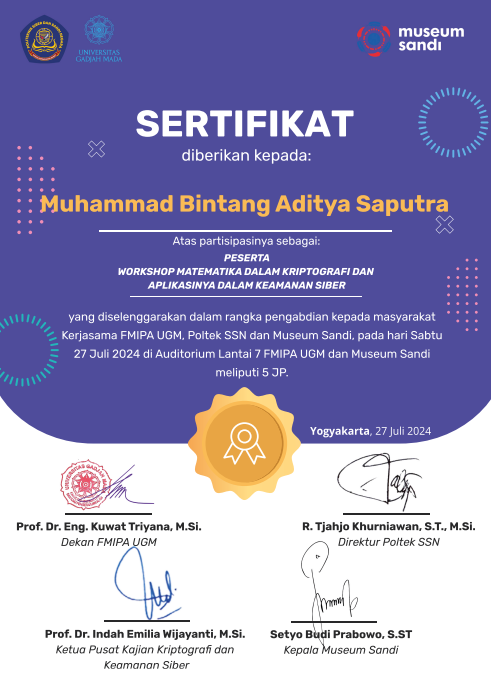 UNIVERSITAS
GADJAH MADA
museum
sandi
SERTIFIKAT
diberikan kepada:
Muhammad Bintang Aditya Saputra
Atas partisipasinya sebagai:
PESERTA
WORKSHOP MATEMATIKA DALAM KRIPTOGRAFI DAN
APLIKASINYA DALAM KEAMANAN SIBER
yang diselenggarakan dalam rangka pengabdian kepada masyarakat
Kerjasama FMIPA UGM, Poltek SSN dan Museum Sandi, pada hari Sabtu
27 Juli 2024 di Auditorium Lantai 7 FMIPA UGM dan Museum Sandi
meliputi 5 JP.
Yogyakarta, 27 Juli 2024
Prof. Dr. Eng. Kuwat Triyana, M.Si.
Dekan FMIPA UGM
R. Tjahjo Khurniawan, S.T., M.Si.
Direktur Poltek SSN
Prof. Dr. Indah Emilia Wijayanti, M.Si.
Ketua Pusat Kajian Kriptografi dan
Keamanan Siber
Setyo Budi Prabowo, S.ST
Kepala Museum Sandi